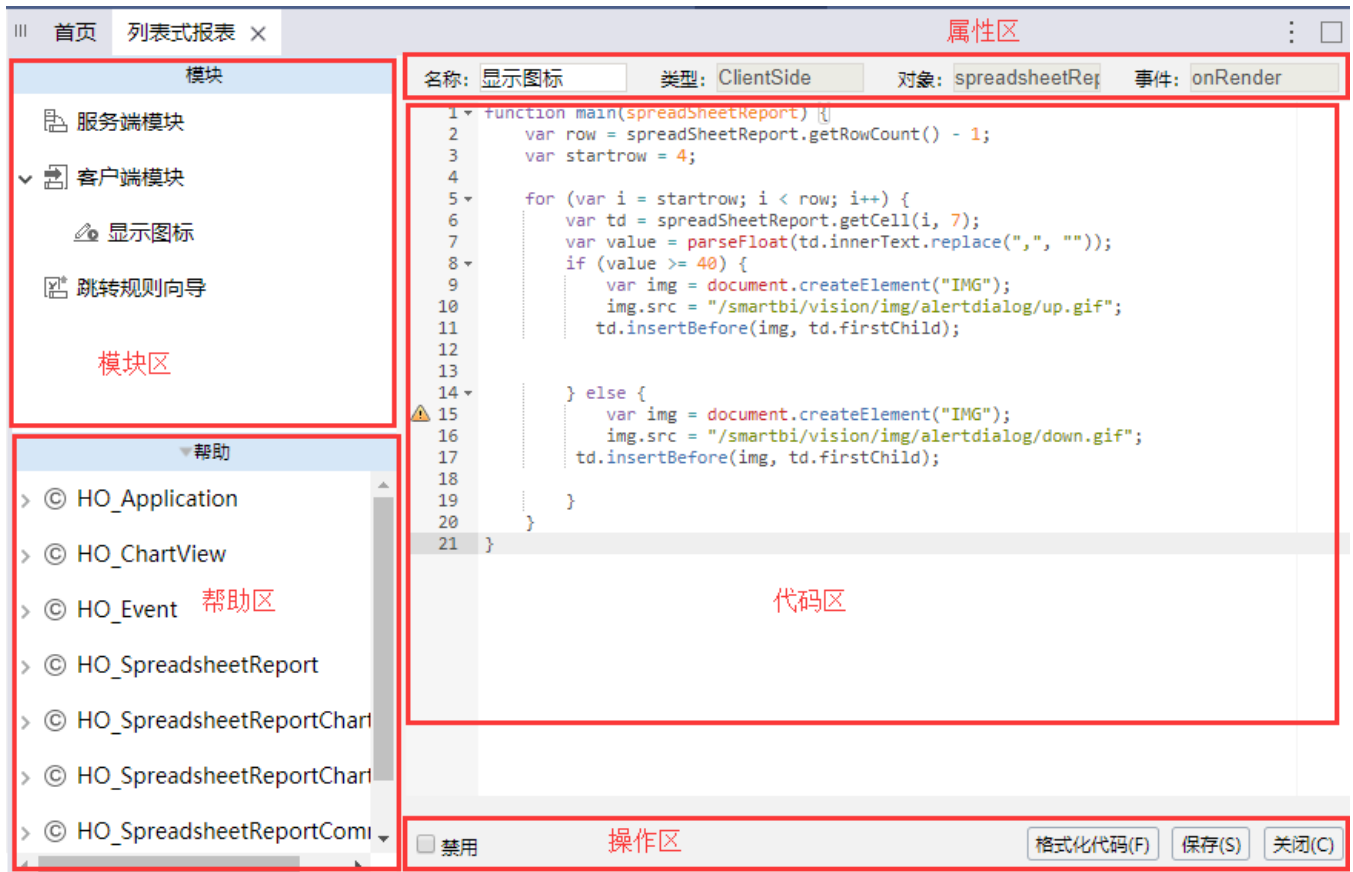 首页 列表式报表
属性区
模块
服务端模块
客户端模块
显示图标
跳转规则向导
模块区
帮助
HO_Application
HO_ChartView
HO_Event
帮助区
HO_SpreadsheetReport
HO_SpreadsheetReportChart
HO_SpreadsheetReportChart
HO_SpreadsheetReportCom
名称: 显示图标 类型: ClientSide 对象: spreadsheetRep 事件: onRender
1 function main(spreadSheetReport) {
2 var row = spreadSheetReport.getRowCount() - 1;
3 var startrow = 4;
4
5 for (var i = startrow; i < row; i++) {
6 var td = spreadSheetReport.getCell(i, 7);
7 var value = parseFloat(td.innerText.replace(",", ""));
8 if (value >= 40) {
9 var img = document.createElement("IMG");
10 img.src = "/smartbi/vision/img/alertdialog/up.gif";
11 td.insertBefore(img, td.firstChild);
12
13
14 } else {
15 var img = document.createElement("IMG");
16 img.src = "/smartbi/vision/img/alertdialog/down.gif";
17 td.insertBefore(img, td.firstChild);
18
19 }
20 }
21 }
代码区
禁用
操作区
格式化代码(F) 保存(S) 关闭(C)